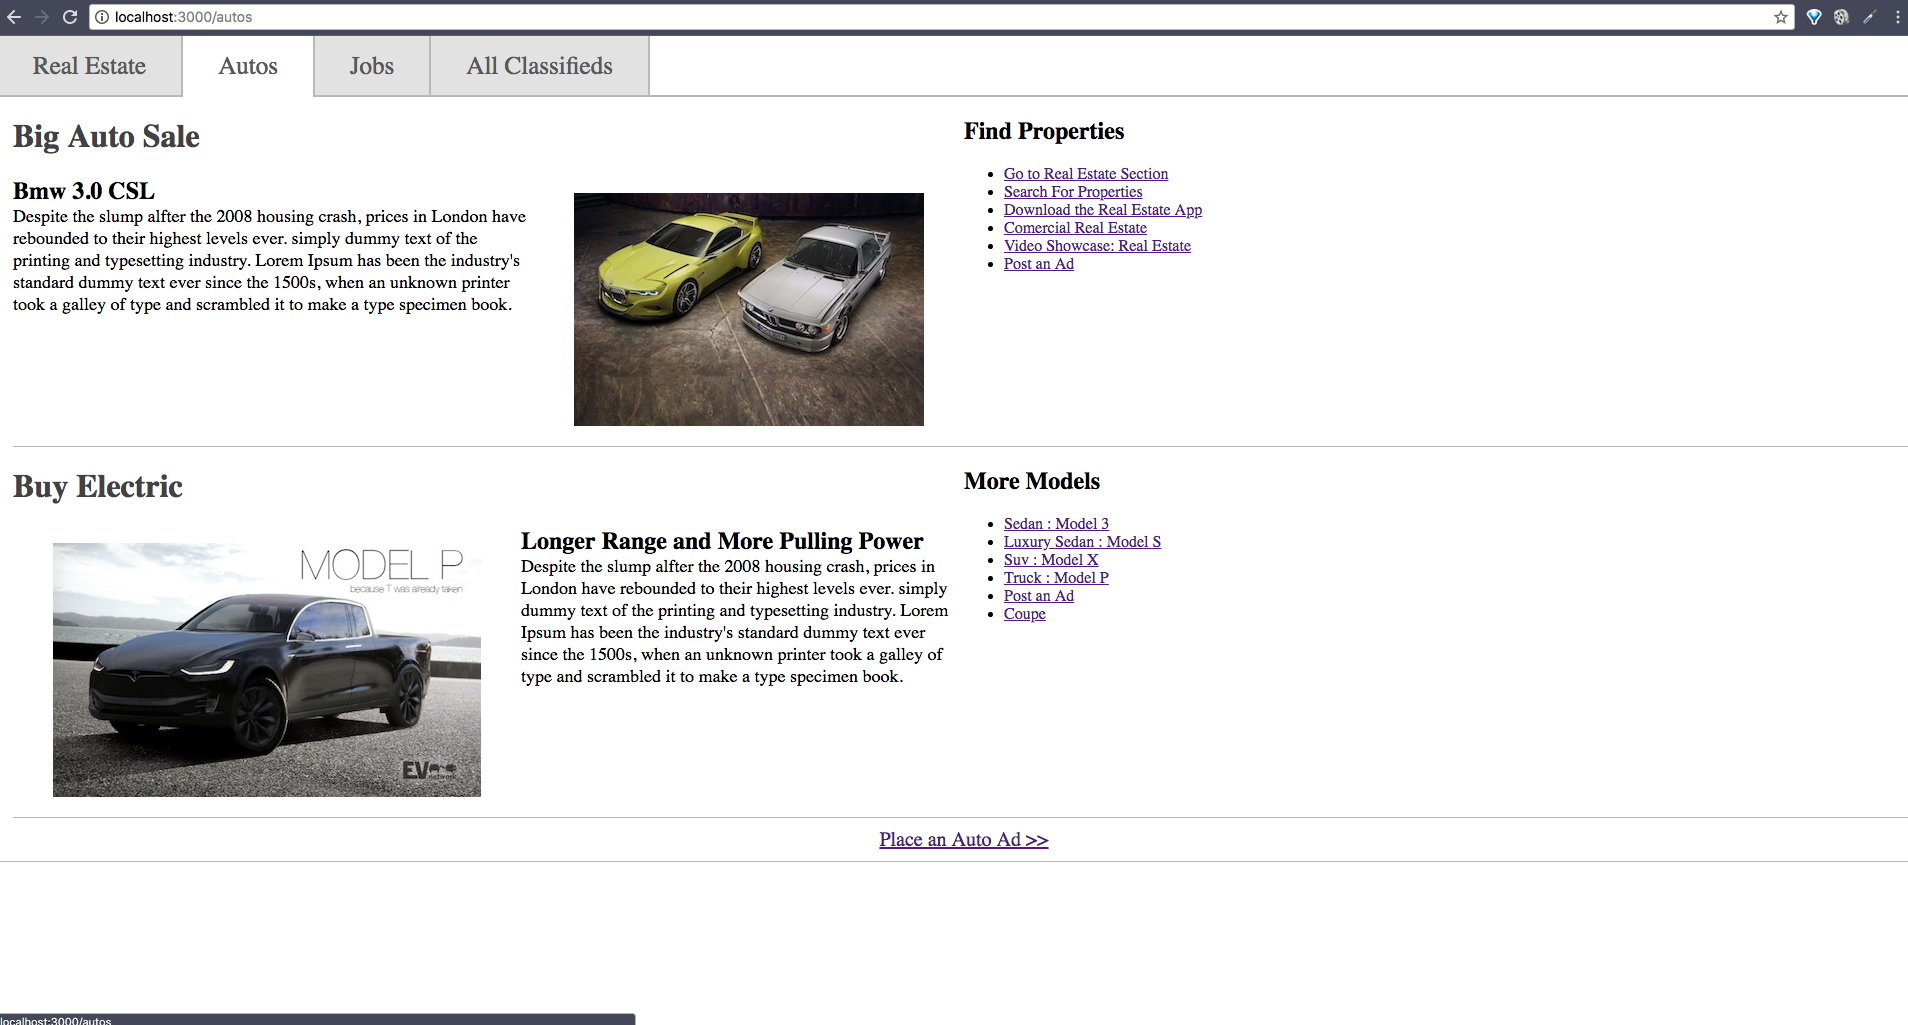 localhost:3000/autos
Real Estate
Autos
Jobs
All Classifieds
Big Auto Sale
Bmw 3.0 CSL
Despite the slump alfter the 2008 housing crash, prices in London have
rebounded to their highest levels ever. simply dummy text of the
printing and typesetting industry. Lorem Ipsum has been the industry's
standard dummy text ever since the 1500s, when an unknown printer
took a galley of type and scrambled it to make a type specimen book.
Find Properties
Go to Real Estate Section
Search For Properties
Download the Real Estate App
Comercial Real Estate
Video Showcase: Real Estate
Post an Ad
Buy Electric
MODEL P
because T was already taken
EV
network
Longer Range and More Pulling Power
Despite the slump alfter the 2008 housing crash, prices in
London have rebounded to their highest levels ever. simply
dummy text of the printing and typesetting industry. Lorem
Ipsum has been the industry's standard dummy text ever
since the 1500s, when an unknown printer took a galley of
type and scrambled it to make a type specimen book.
More Models
Sedan : Model 3
Luxury Sedan : Model S
Suv : Model X
Truck : Model P
Post an Ad
Coupe
Place an Auto Ad >>
localhost:3000/autos